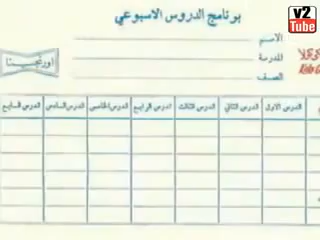 v2
Tube
برنامج الدروس الاسبوعي
الاسم
المدرسة
الصف
الدرس الاول الدرس الثاني الدرس الثالث الدرس الرابع الدرس الخامس الدرس السادس الدرس السابع